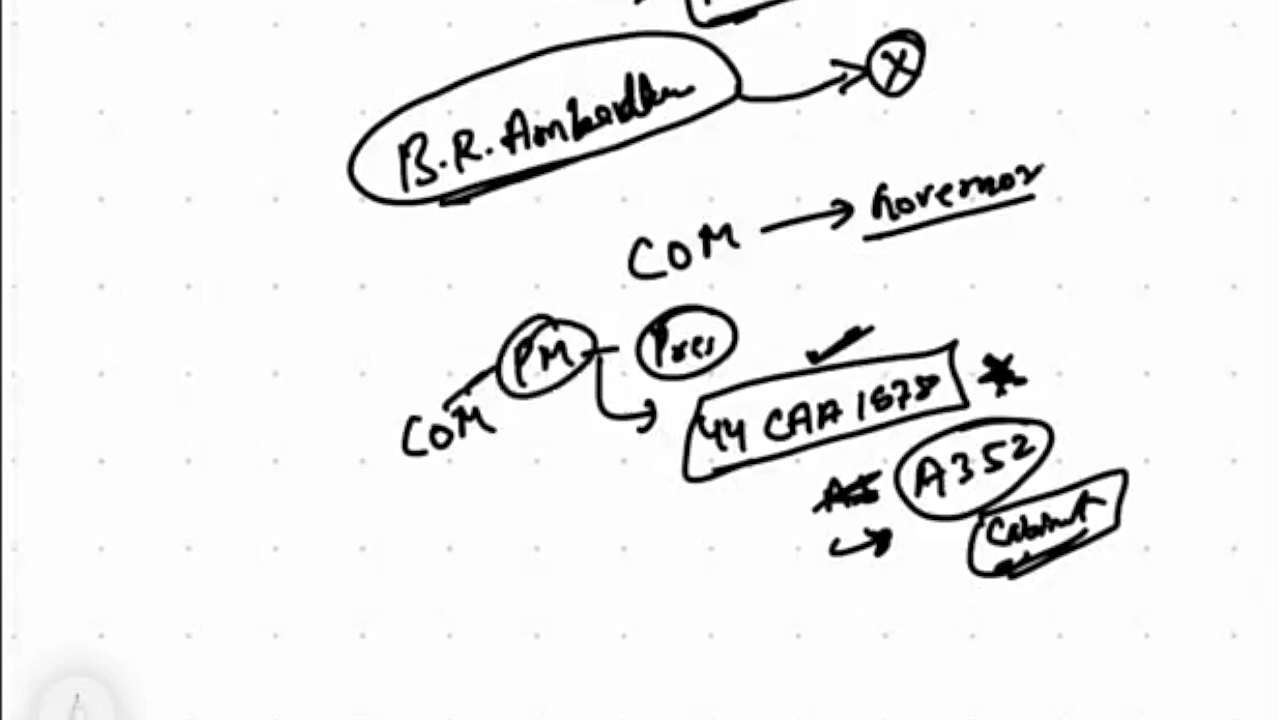 B.R. Ambedkar
X
COM → Governor
PM – Pres
COM
44 CAA 1978
A352
Cabinet